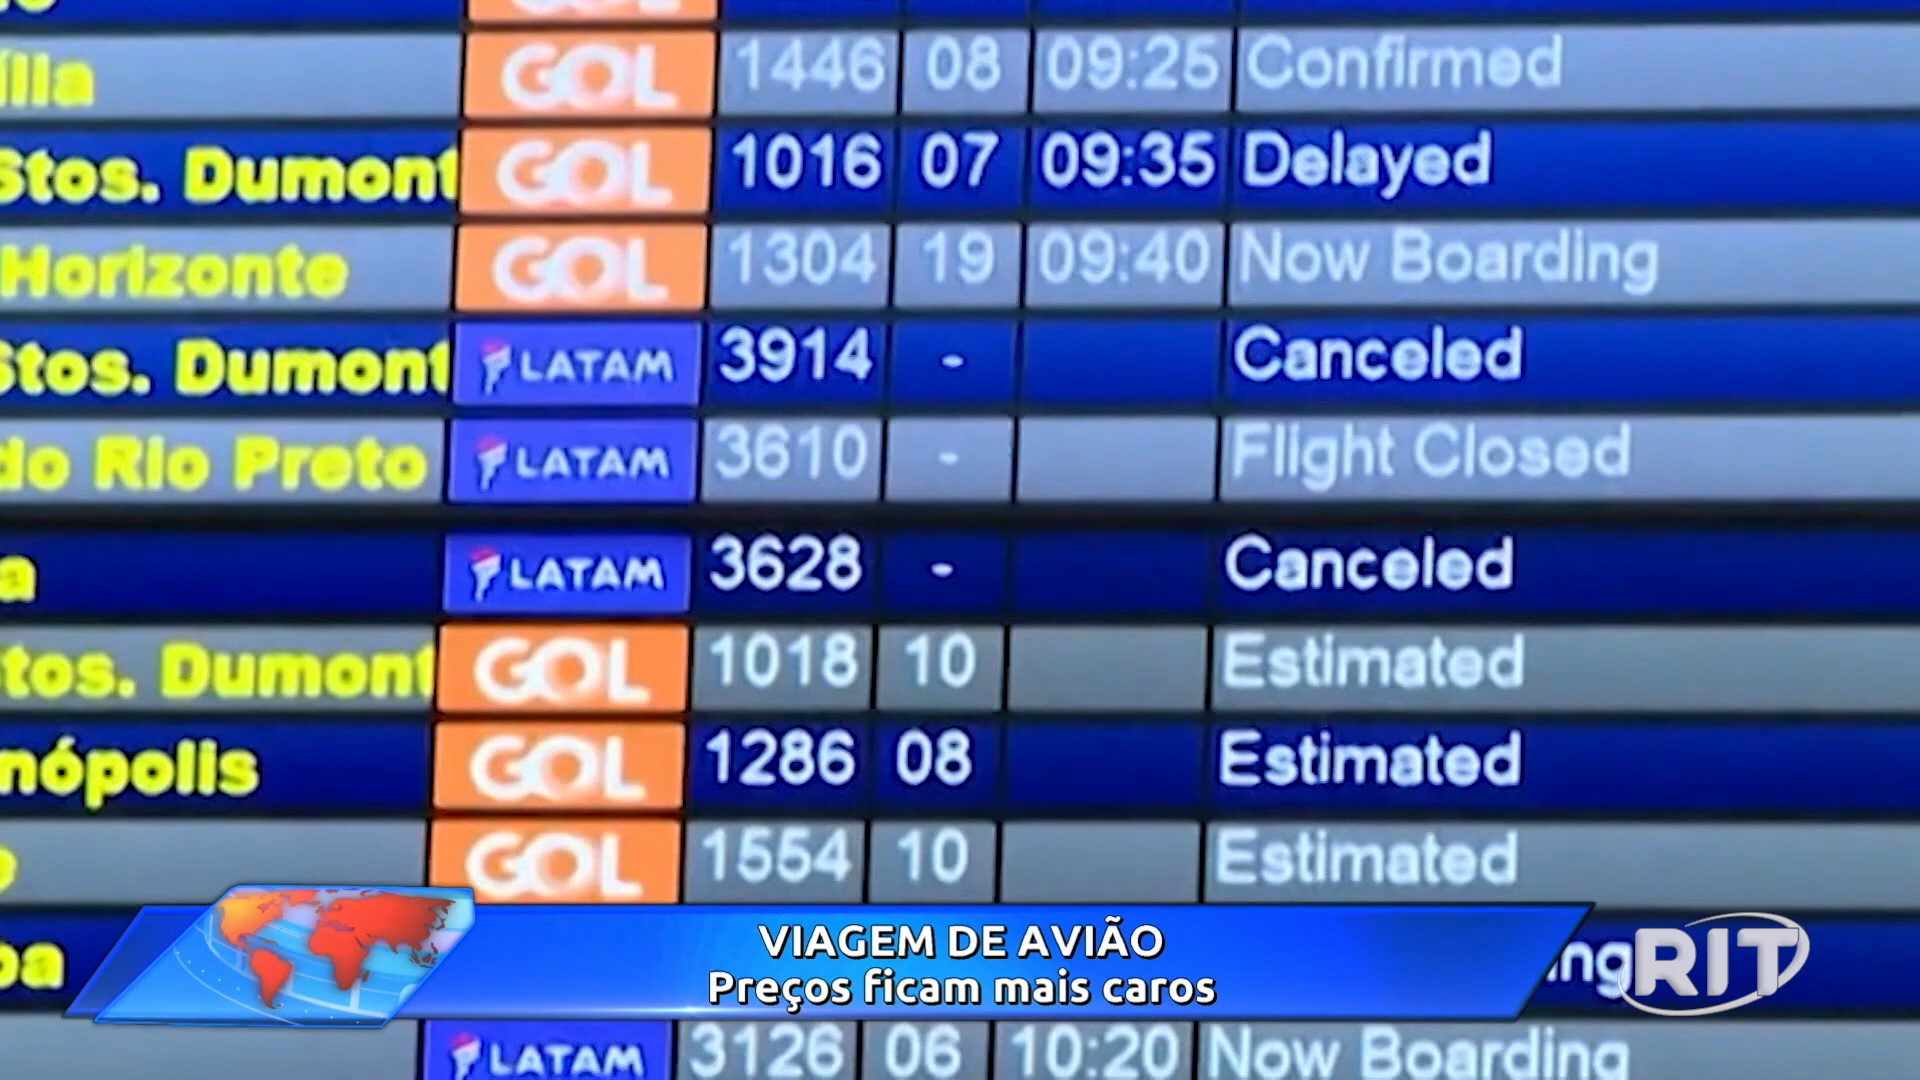 GOL 1446 08 09:25 Confirmed
Stos. Dumont GOL 1016 07 09:35 Delayed
Horizonte GOL 1304 19 09:40 Now Boarding
Stos. Dumont LATAM 3914 - Canceled
do Rio Preto LATAM 3610 - Flight Closed
LATAM 3628 - Canceled
Stos. Dumont GOL 1018 10 Estimated
nópolis GOL 1286 08 Estimated
GOL 1554 10 Estimated
VIAGEM DE AVIÃO
Preços ficam mais caros
RIT
LATAM 3126 06 10:20 Now Boarding